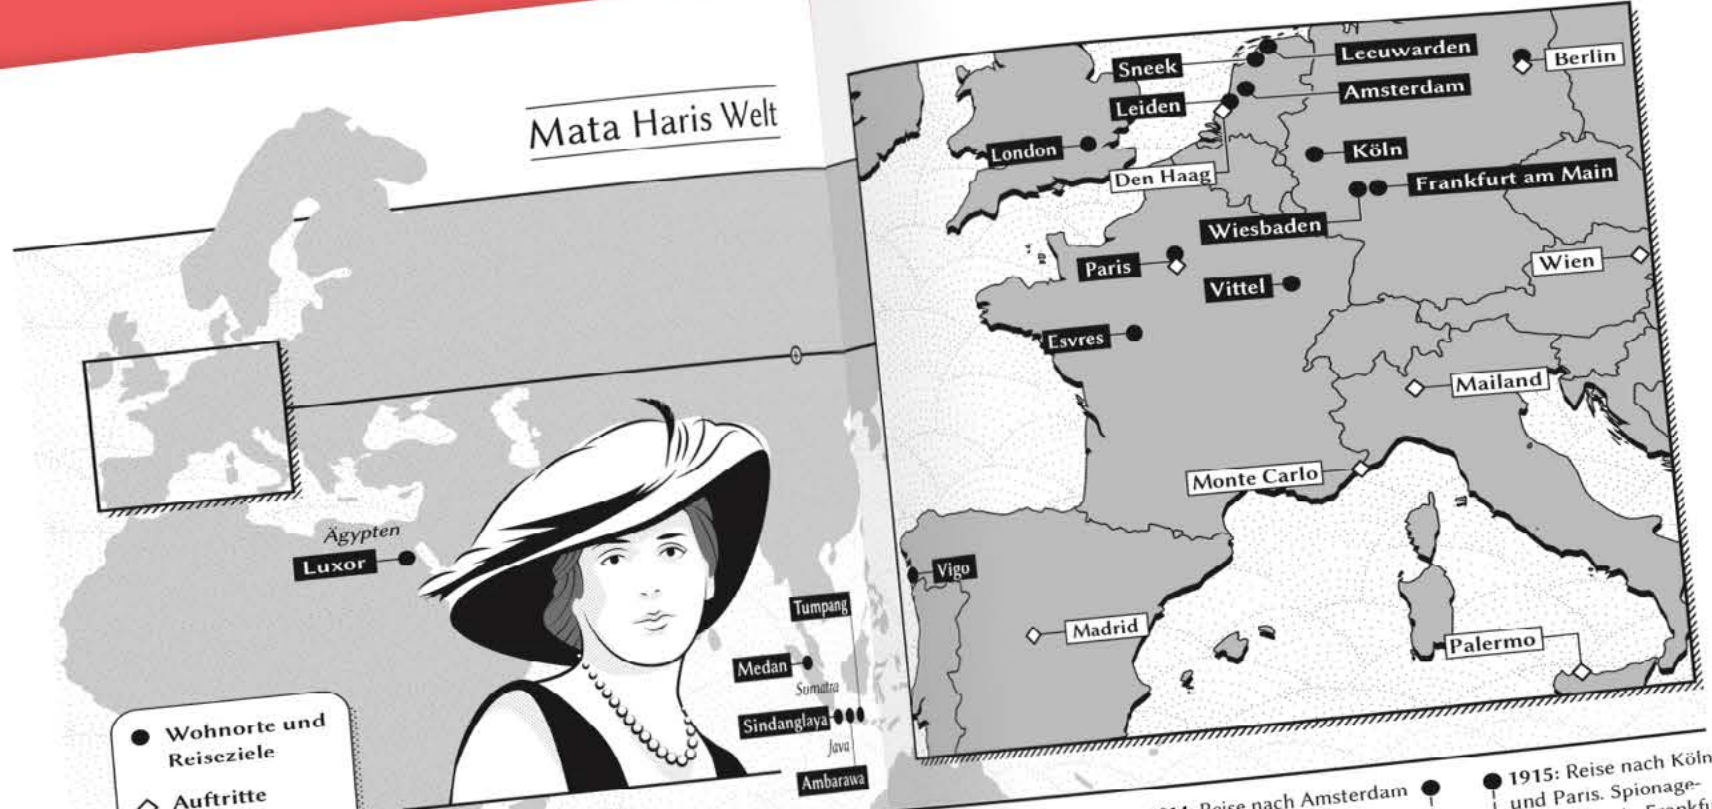 Mata Haris Welt
Ägypten
Luxor
Tumpang
Medan
Sumatra
Sindanglaya
Java
Ambarawa
Wohnorte und
Reiseziele
Auftritte
Sneek
Leeuwarden
Berlin
Leiden
Amsterdam
London
Köln
Den Haag
Frankfurt am Main
Wiesbaden
Paris
Wien
Vittel
Esvres
Mailand
Monte Carlo
Vigo
Madrid
Palermo
Reise nach Amsterdam
1915: Reise nach Köln
und Paris. Spionage-